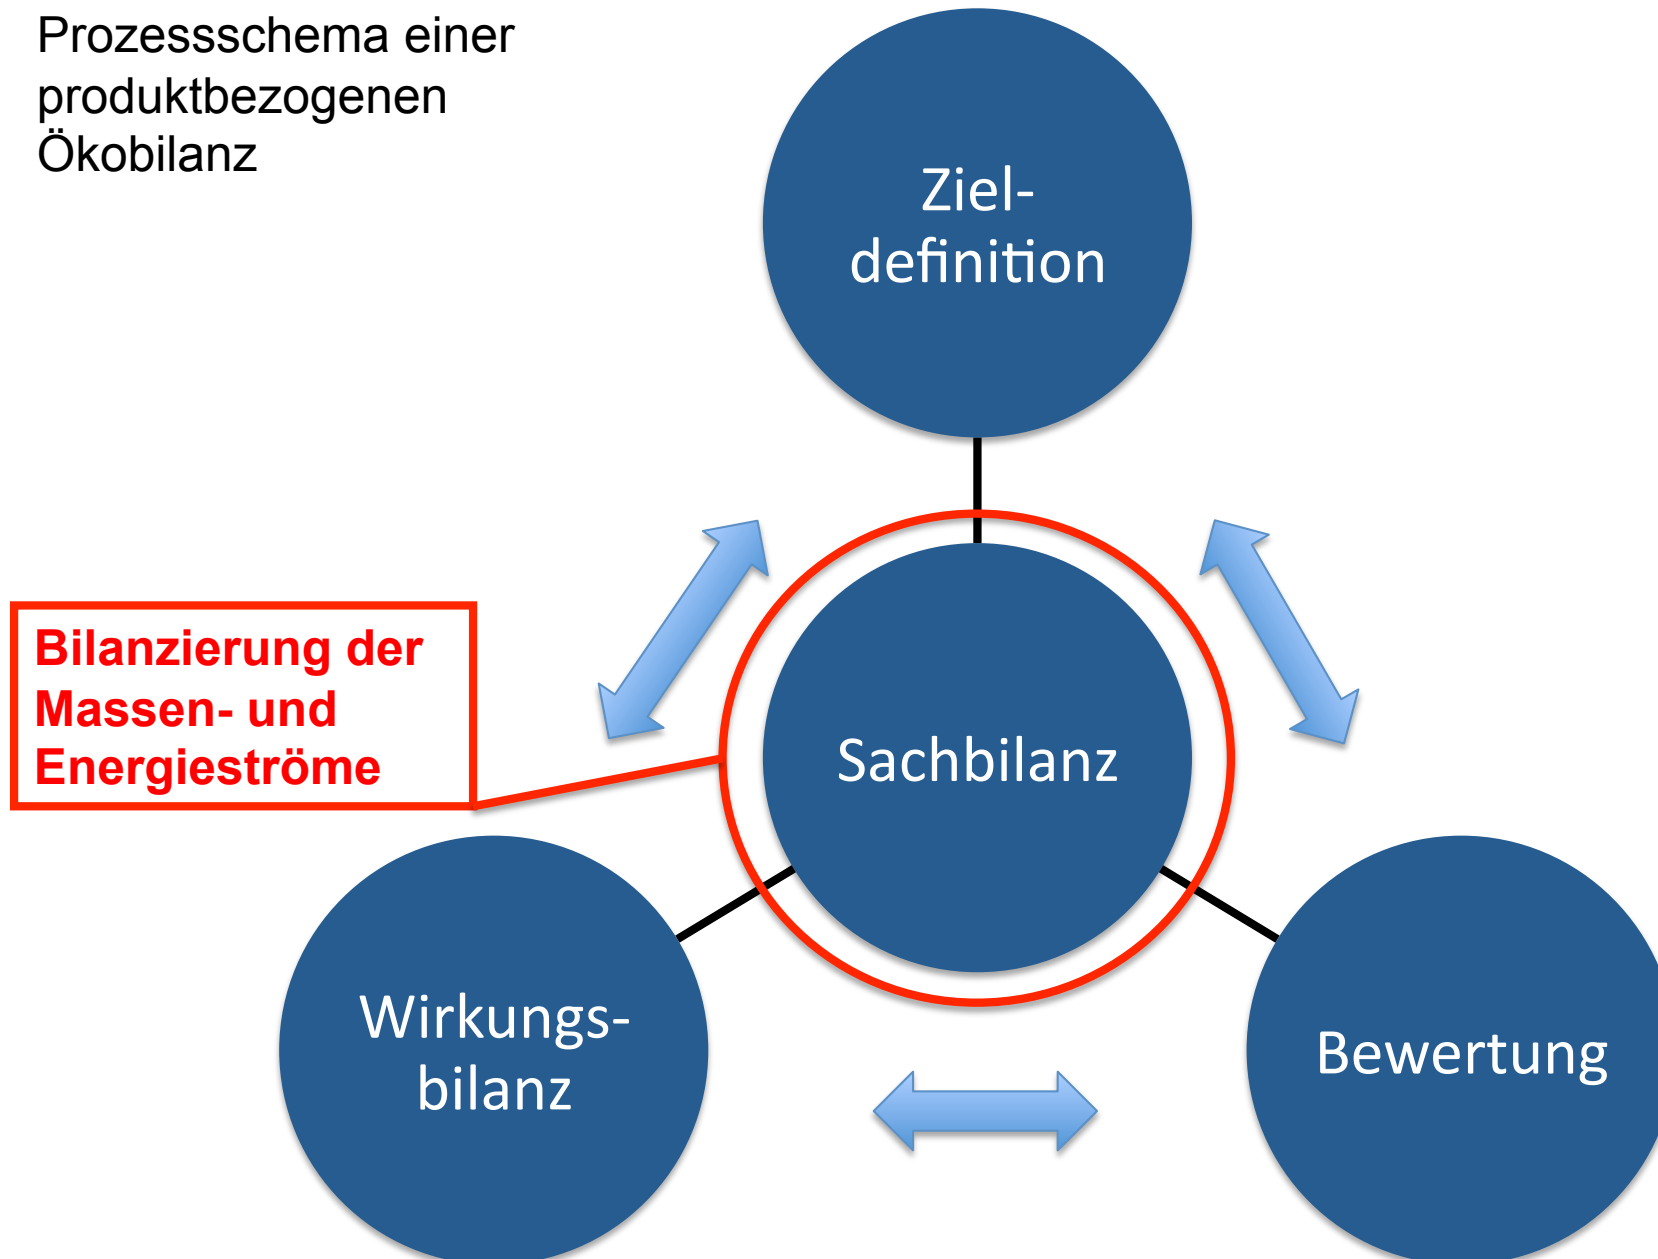 Prozessschema einer
produktbezogenen
Ökobilanz
Ziel-
definition
Bilanzierung der
Massen- und
Energieströme
Sachbilanz
Wirkungs-
bilanz
Bewertung